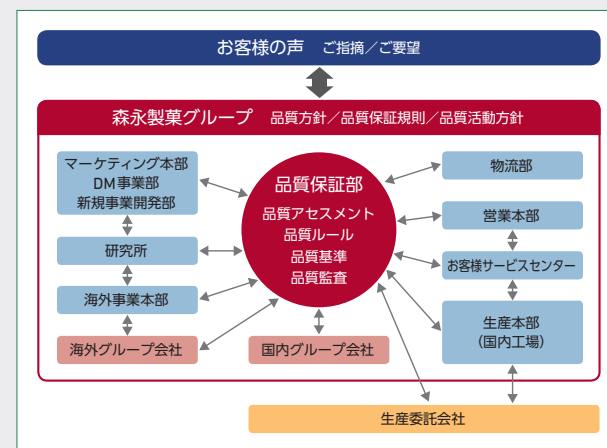 お客様の声 ご指摘／ご要望
森永製菓グループ 品質方針／品質保証規則／品質活動方針
マーケティング本部
DM事業部
新規事業開発部
研究所
海外事業本部
海外グループ会社
品質保証部
品質アセスメント
品質ルール
品質基準
品質監査
国内グループ会社
物流部
営業本部
お客様サービスセンター
生産本部
(国内工場)
生産委託会社